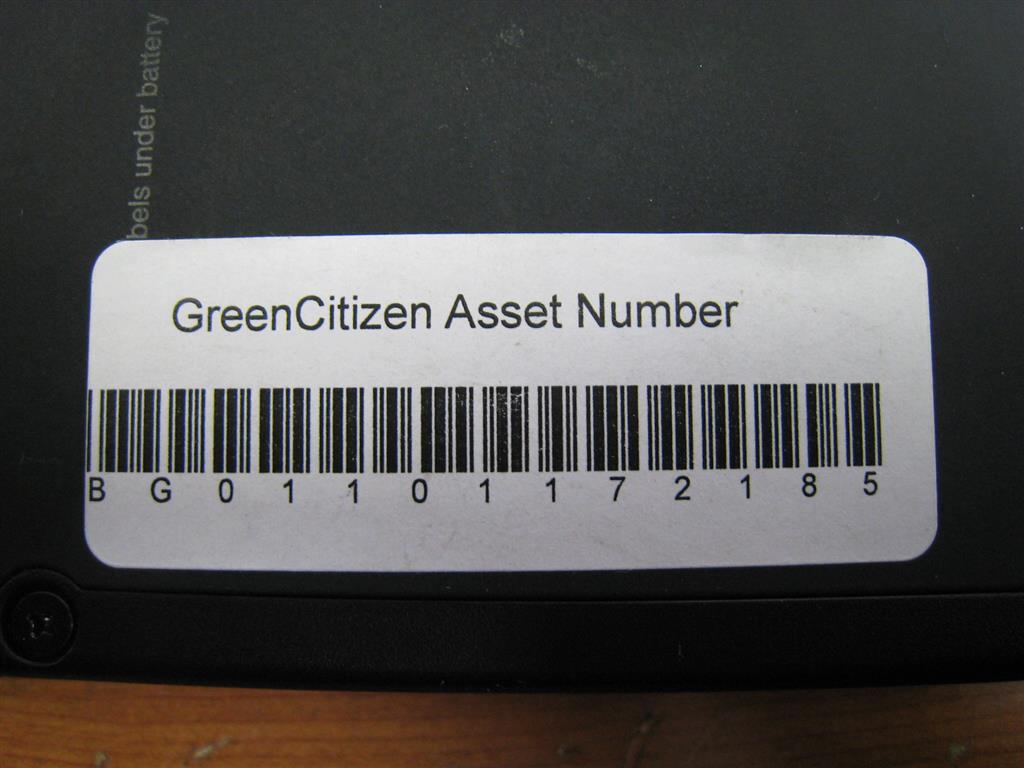 bels under battery
GreenCitizen Asset Number
B G 0 1 1 0 1 1 7 2 1 8 5